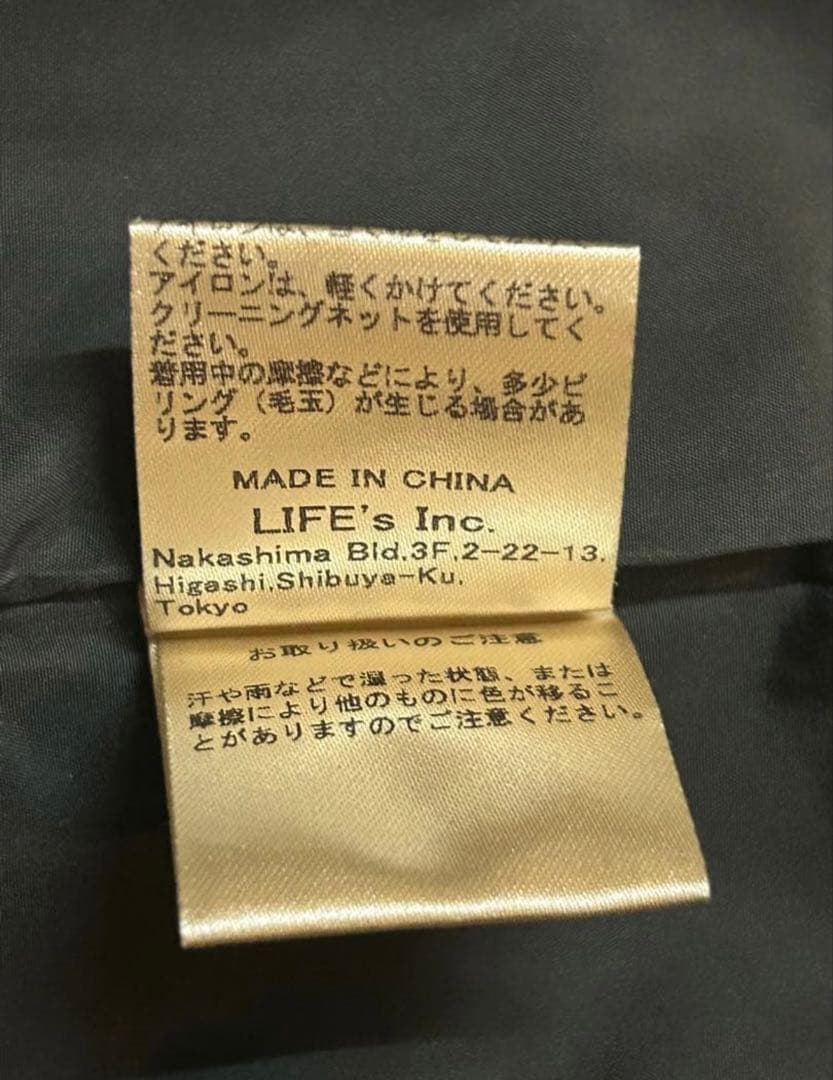 ください。
アイロンは、軽くかけてください。
クリーニングネットを使用してく
ださい。
着用中の摩擦などにより、多少ピ
リング（毛玉）が生じる場合があ
ります。
MADE IN CHINA
LIFE's Inc.
Nakashima Bld.3F.2-22-13.
Higashi.Shibuya-Ku.
Tokyo
お取り扱いのご注意
汗や雨などで湿った状態、または
摩擦により他のものに色が移るこ
とがありますのでご注意ください。